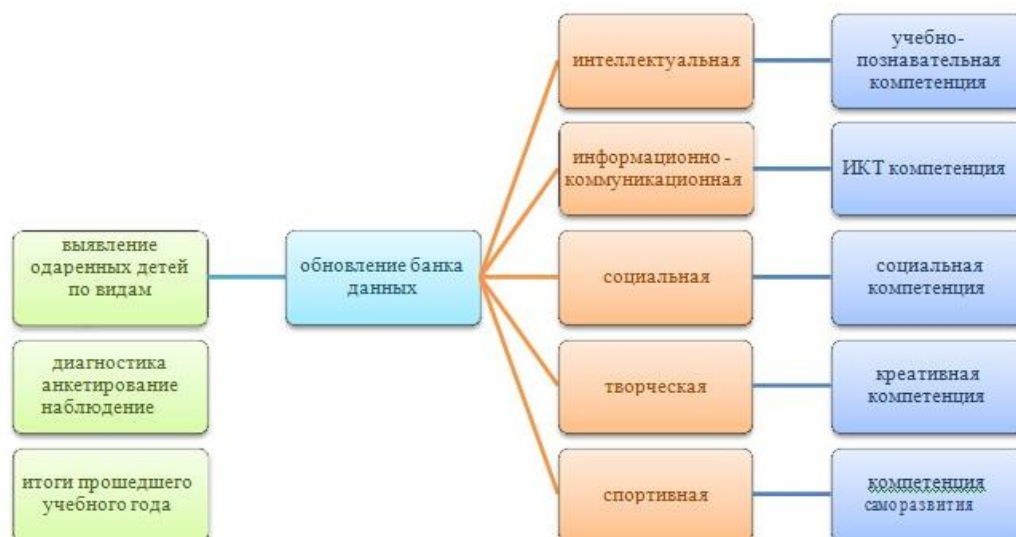 выявление
одаренных детей
по видам
диагностика
анкетирование
наблюдение
итоги прошедшего
учебного года
обновление банка
данных
интеллектуальная
информационно -
коммуникационная
социальная
творческая
спортивная
учебно-
познавательная
компетенция
ИКТ компетенция
социальная
компетенция
креативная
компетенция
компетенция
саморазвития